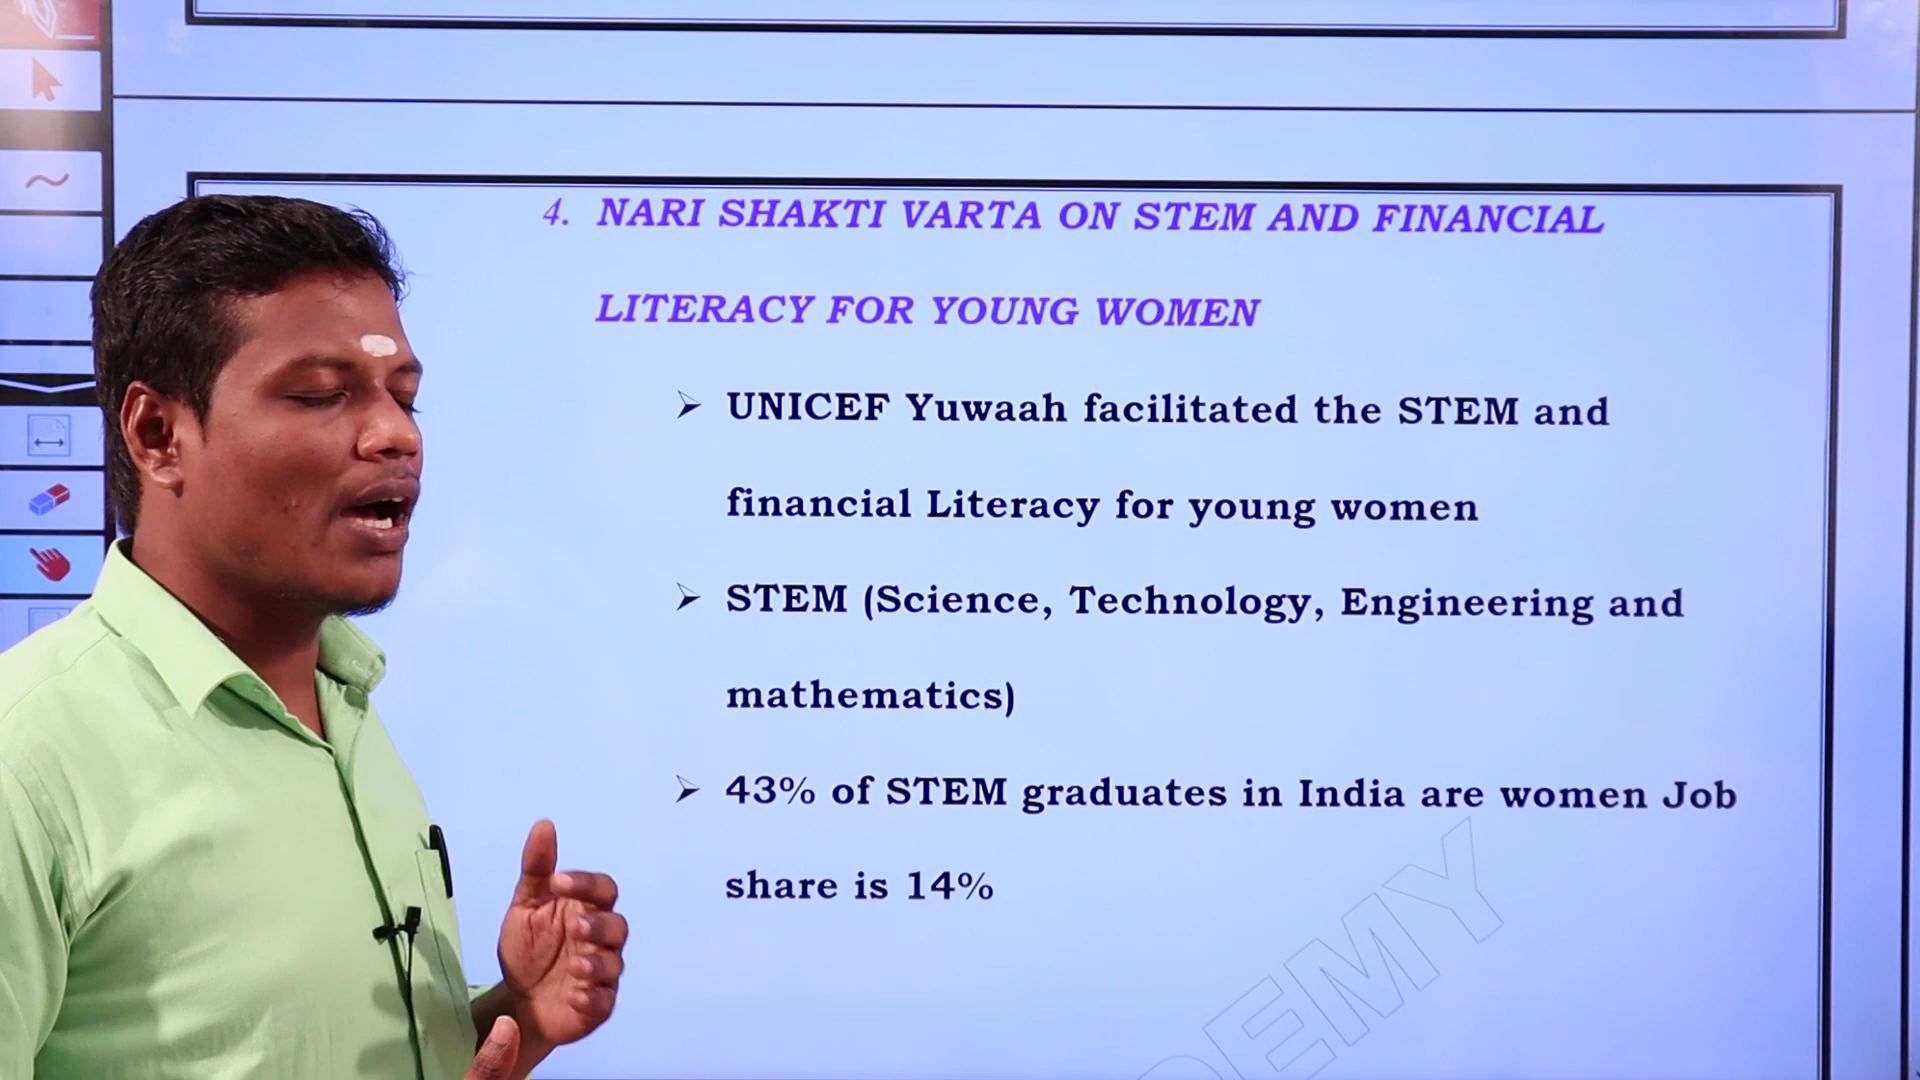 4. NARI SHAKTI VARTA ON STEM AND FINANCIAL
LITERACY FOR YOUNG WOMEN
➢ UNICEF Yuwaah facilitated the STEM and
financial Literacy for young women
➢ STEM (Science, Technology, Engineering and
mathematics)
➢ 43% of STEM graduates in India are women Job
share is 14%